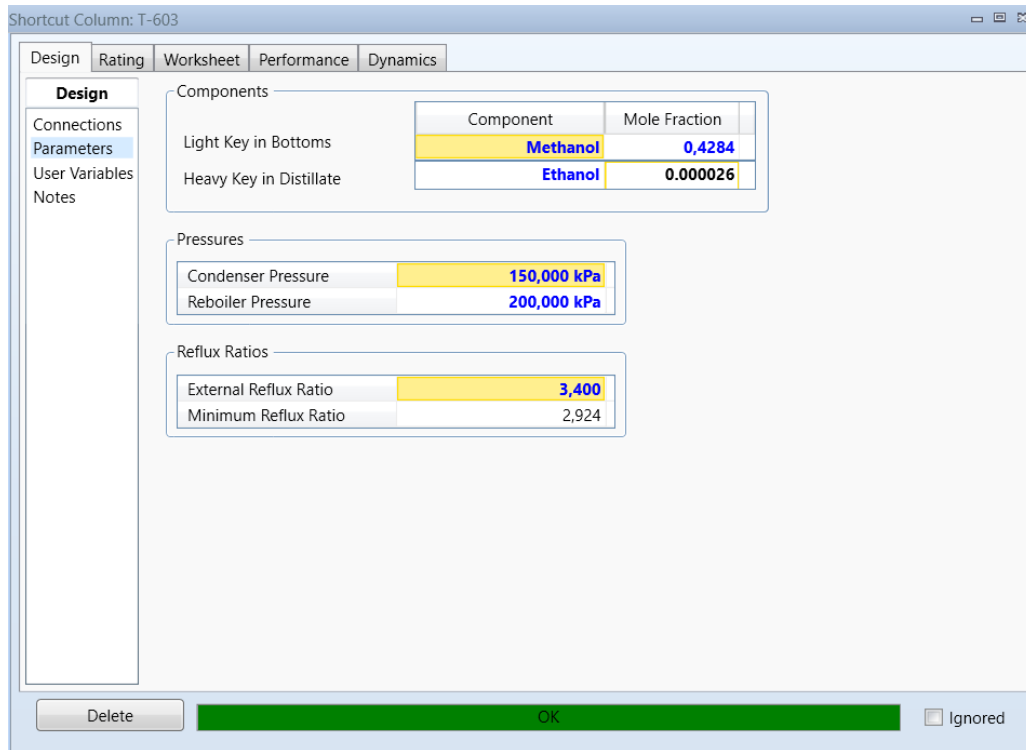 Shortcut Column: T-603
Design Rating Worksheet Performance Dynamics
Design
Connections
Parameters
User Variables
Notes
Components
Component Mole Fraction
Light Key in Bottoms Methanol 0,4284
Heavy Key in Distillate Ethanol 0.000026
Pressures
Condenser Pressure 150,000 kPa
Reboiler Pressure 200,000 kPa
Reflux Ratios
External Reflux Ratio 3,400
Minimum Reflux Ratio 2,924
Delete OK Ignored